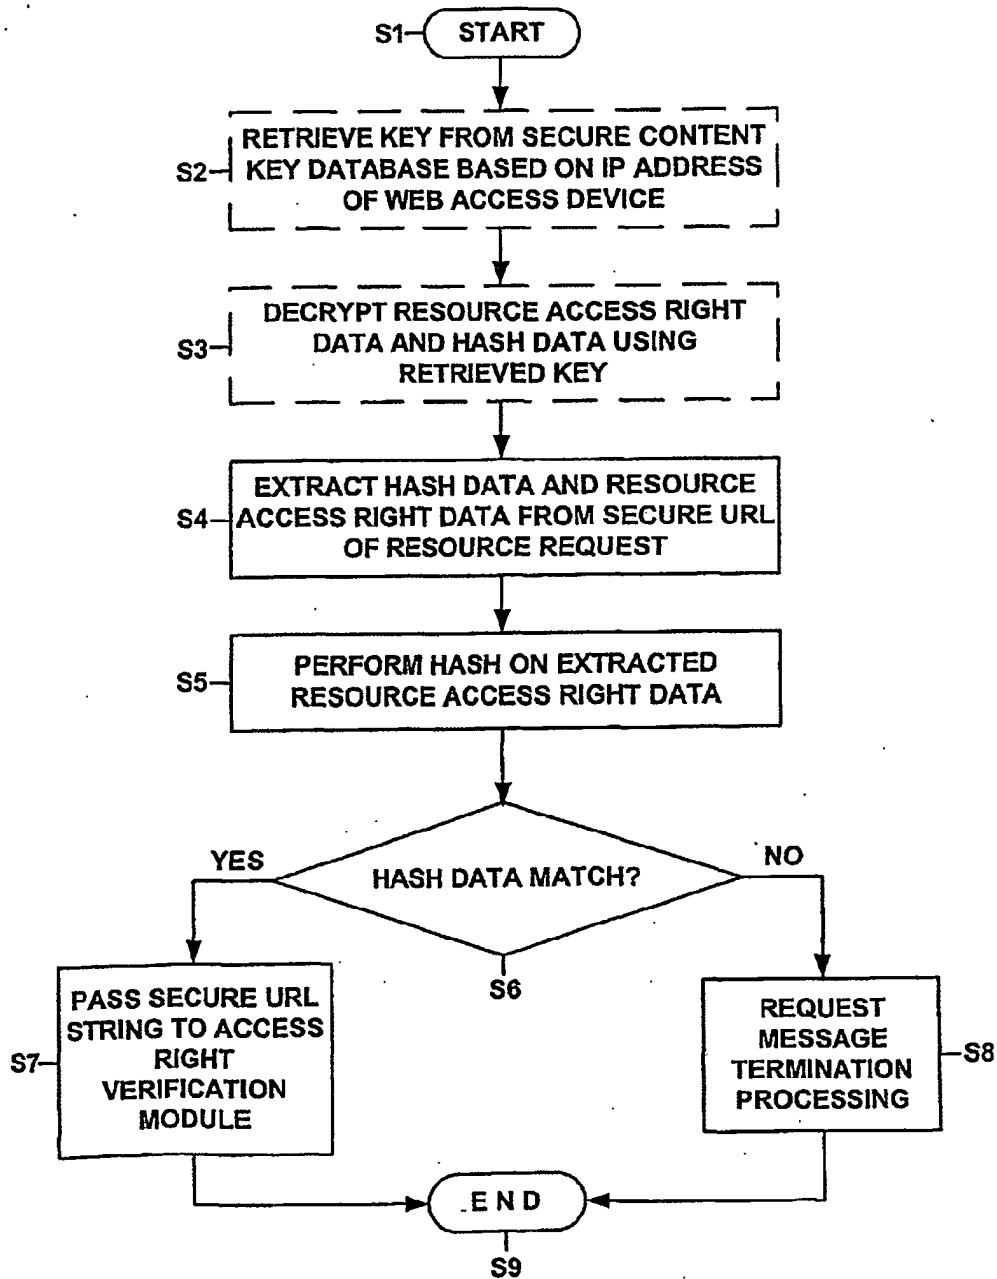 S1
START
RETRIEVE KEY FROM SECURE CONTENT
KEY DATABASE BASED ON IP ADDRESS
OF WEB ACCESS DEVICE
S2
DECRYPT RESOURCE ACCESS RIGHT
DATA AND HASH DATA USING
RETRIEVED KEY
S3
EXTRACT HASH DATA AND RESOURCE
ACCESS RIGHT DATA FROM SECURE URL
OF RESOURCE REQUEST
S4
PERFORM HASH ON EXTRACTED
RESOURCE ACCESS RIGHT DATA
S5
YES
HASH DATA MATCH?
NO
S6
PASS SECURE URL
STRING TO ACCESS
RIGHT
VERIFICATION
MODULE
S7
REQUEST
MESSAGE
TERMINATION
PROCESSING
S8
END
S9